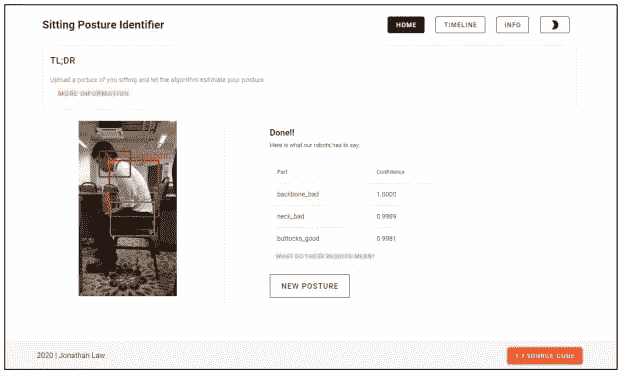 Sitting Posture Identifier
HOME
TIMELINE
INFO
TL;DR
Upload a picture of you sitting and let the algorithm estimate your posture
MORE INFORMATION
Done!!
Here is what our robots has to say:
Part Confidence
backbone_bad 1.0000
neck_bad 0.9989
buttocks_good 0.9981
WHAT DO THESE RESULTS MEAN?
NEW POSTURE
2020 | Jonathan Law
SOURCE CODE